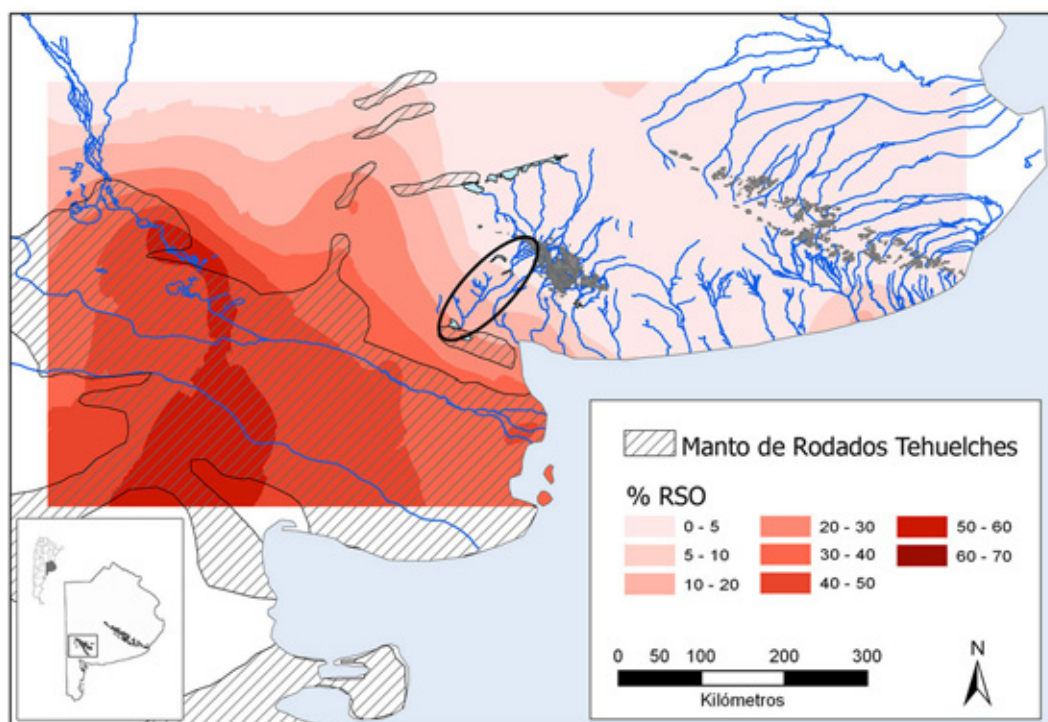 Manto de Rodados Tehuelches
% RSO
0 - 5
20 - 30
50 - 60
5 - 10
30 - 40
60 - 70
10 - 20
40 - 50
0 50 100 200 300
Kilómetros
N